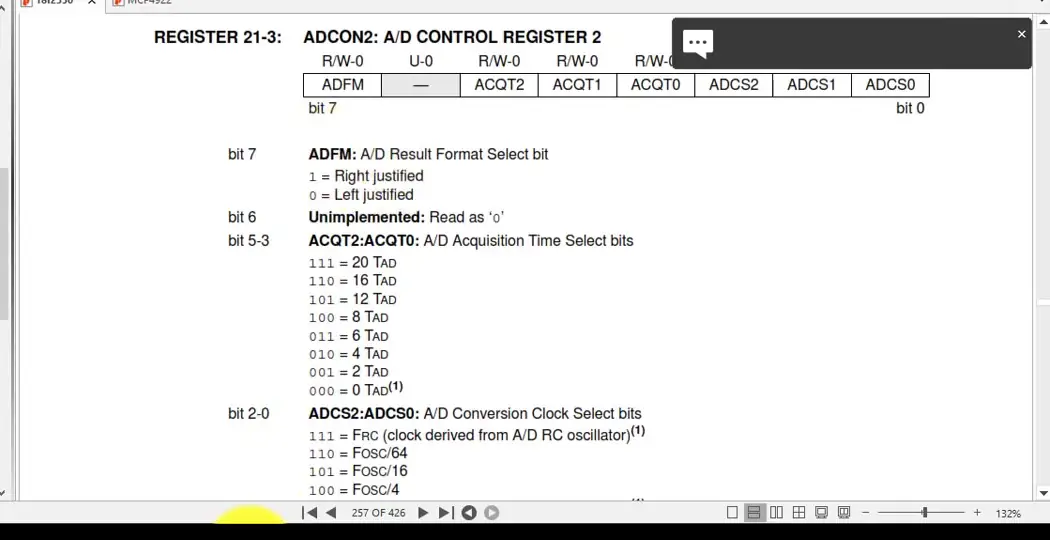 MCP4922
REGISTER 21-3: ADCON2: A/D CONTROL REGISTER 2
R/W-0 U-0 R/W-0 R/W-0 R/W-0
ADFM — ACQT2 ACQT1 ACQT0 ADCS2 ADCS1 ADCS0
bit 7 bit 0
bit 7 ADFM: A/D Result Format Select bit
1 = Right justified
0 = Left justified
bit 6 Unimplemented: Read as ‘0’
bit 5-3 ACQT2:ACQT0: A/D Acquisition Time Select bits
111 = 20 TAD
110 = 16 TAD
101 = 12 TAD
100 = 8 TAD
011 = 6 TAD
010 = 4 TAD
001 = 2 TAD
000 = 0 TAD(1)
bit 2-0 ADCS2:ADCS0: A/D Conversion Clock Select bits
111 = FRC (clock derived from A/D RC oscillator)(1)
110 = FOSC/64
101 = FOSC/16
100 = FOSC/4
257 OF 426 132%